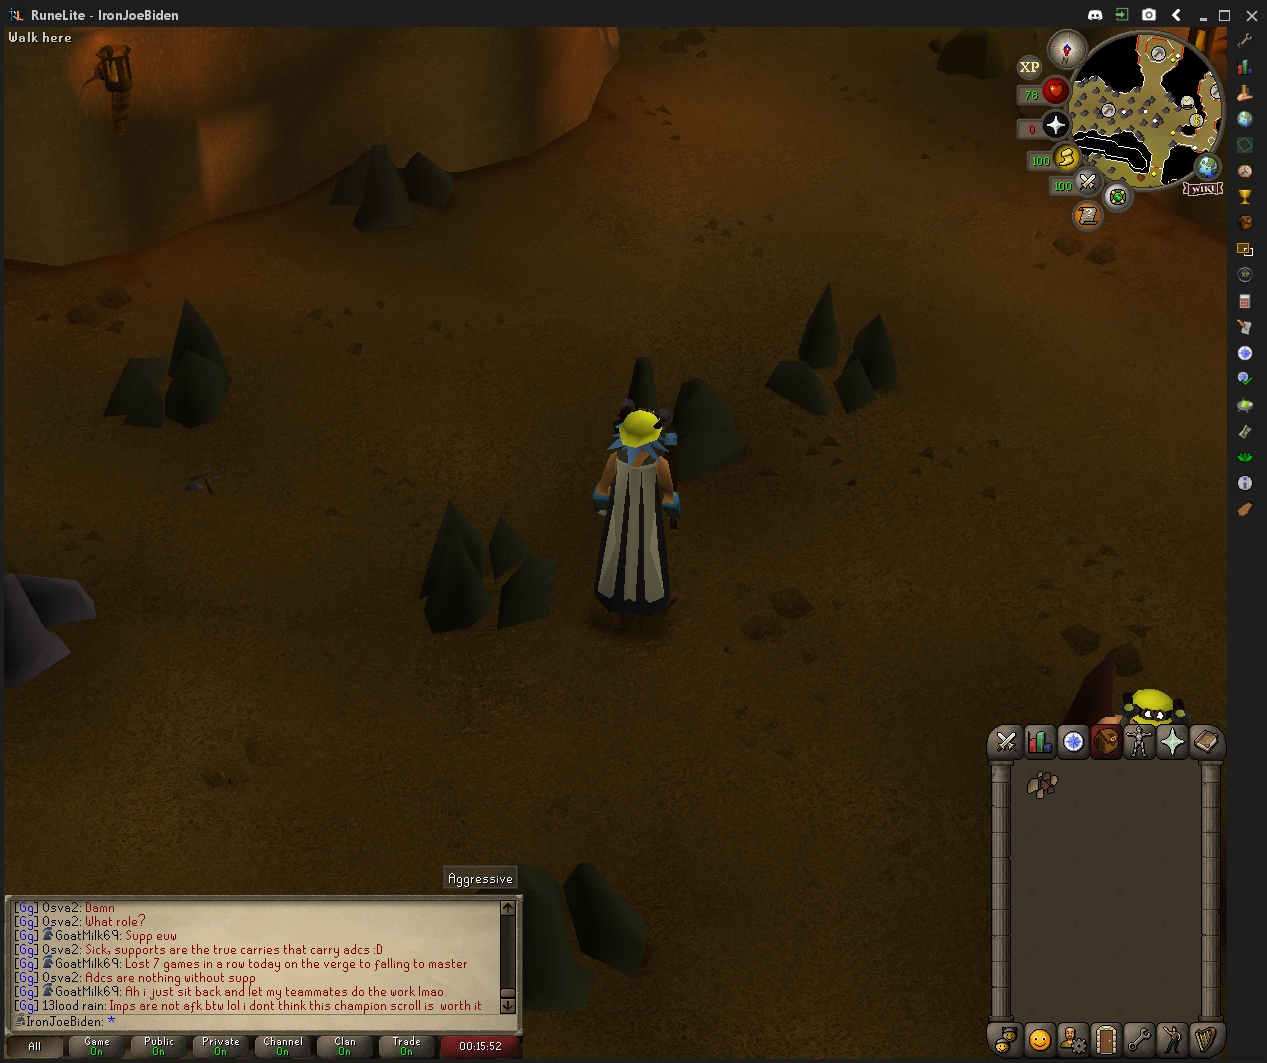 RuneLite - IronJoeBiden
Walk here
XP
78
0
100
100
WIKI
XP
Aggressive
[Gg] Osva2: Damn
[Gg] Osva2: What role?
[Gg] GoatMilk69: Supp euw
[Gg] Osva2: Sick, supports are the true carries that carry adcs :D
[Gg] GoatMilk69: Lost 7 games in a row today on the verge to falling to master
[Gg] Osva2: Adcs are nothing without supp
[Gg] GoatMilk69: Ah i just sit back and let my teammates do the work lmao
[Gg] 13lood rain: Imps are not afk btw lol i dont think this champion scroll is worth it
IronJoeBiden: *
All
Game
On
Public
On
Private
On
Channel
On
Clan
On
Trade
On
00:15:52